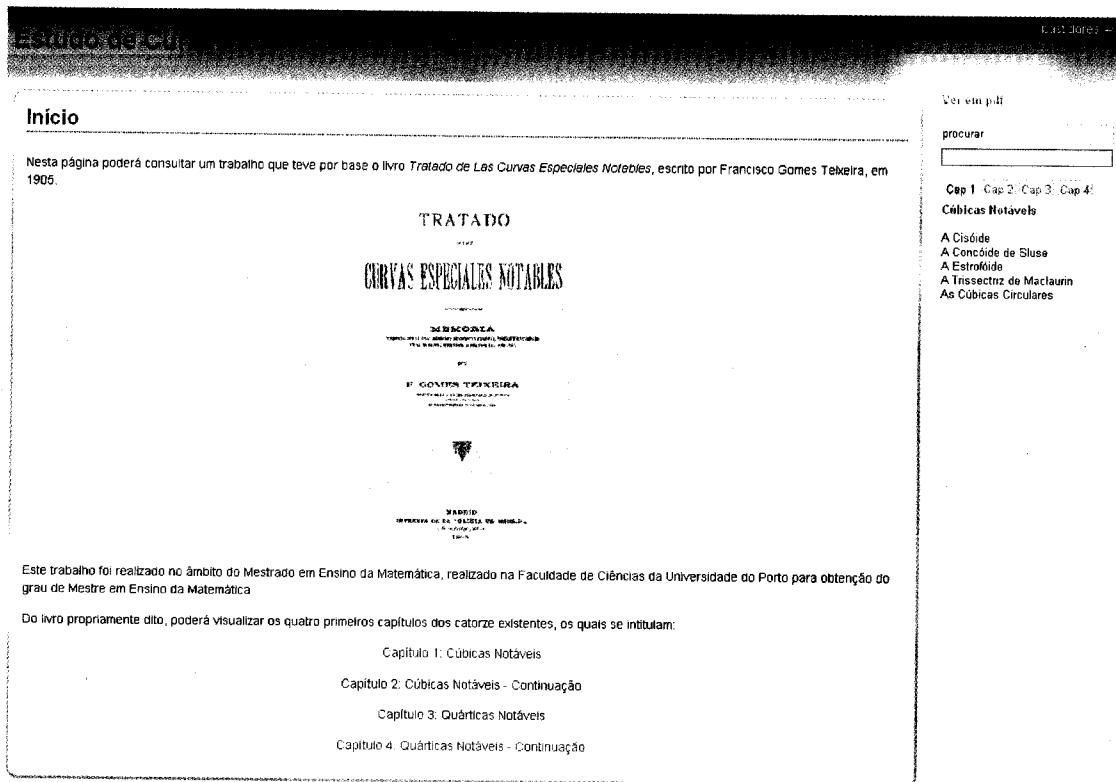 Estudo de Cur
Início
Nesta página poderá consultar um trabalho que teve por base o livro Tratado de Las Curvas Especiales Notables, escrito por Francisco Gomes Teixeira, em
1905.
TRATADO
CURVAS ESPECIALES NOTABLES
MEMORIA
POR
F. GOMES TEIXEIRA
MADRID
Este trabalho foi realizado no âmbito do Mestrado em Ensino da Matemática, realizado na Faculdade de Ciências da Universidade do Porto para obtenção do
grau de Mestre em Ensino da Matemática
Do livro propriamente dito, poderá visualizar os quatro primeiros capítulos dos catorze existentes, os quais se intitulam:
Capítulo 1: Cúbicas Notáveis
Capítulo 2: Cúbicas Notáveis - Continuação
Capítulo 3: Quárticas Notáveis
Capítulo 4: Quárticas Notáveis - Continuação
Ver em pdf
procurar
Cap 1 Cap 2 Cap 3 Cap 4
Cúbicas Notáveis
A Cisóide
A Concóide de Sluse
A Estrofóide
A Trissectriz de Maclaurin
As Cúbicas Circulares